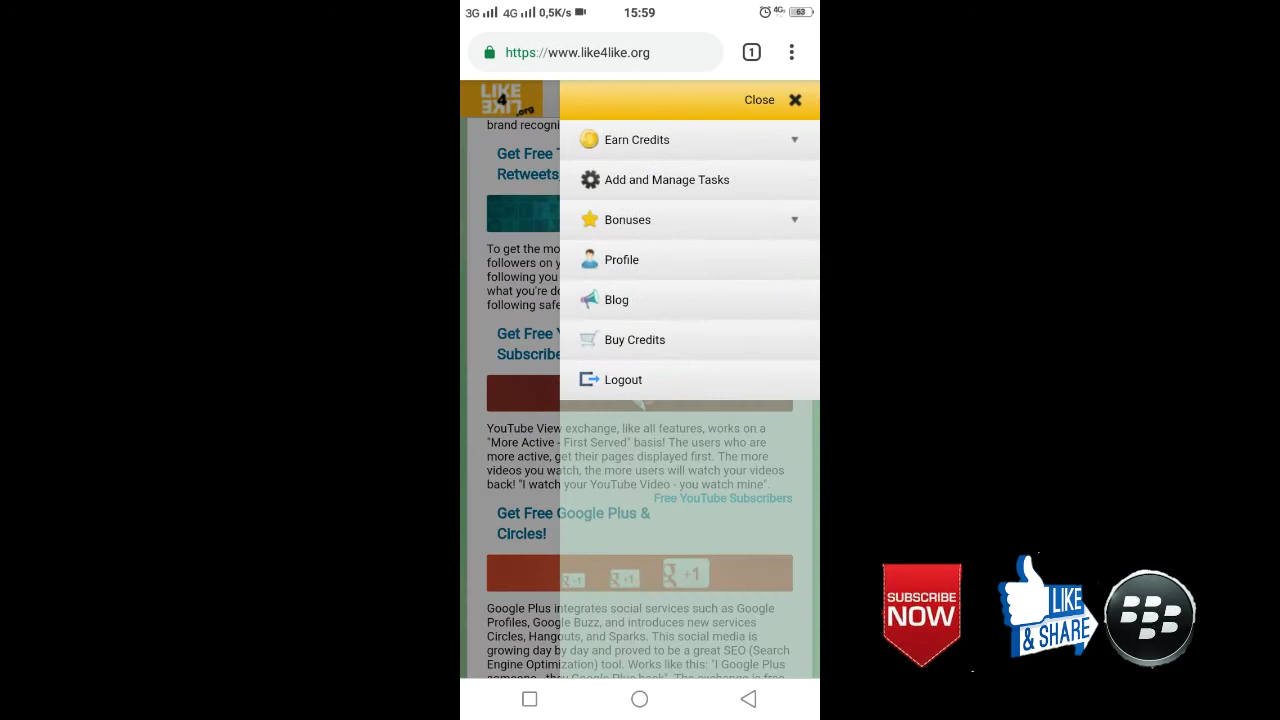 3G 4G 0,5K/s 15:59 4G 63
https://www.like4like.org 1
LIKE Close
4 LIKE .org
brand recogni
Earn Credits
Get Free
Retweets,
Add and Manage Tasks
Bonuses
To get the mo
followers on y
Profile
following you
what you're do
Blog
following safe
Get Free
Buy Credits
Subscribe
Logout
YouTube View exchange, like all features, works on a
"More Active - First Served" basis! The users who are
more active, get their pages displayed first. The more
videos you watch, the more users will watch your videos
back! "I watch your YouTube Video - you watch mine".
Free YouTube Subscribers
Get Free Google Plus &
Circles!
g +1 g +1 g +1
Google Plus integrates social services such as Google
Profiles, Google Buzz, and introduces new services
Circles, Hangouts, and Sparks. This social media is
growing day by day and proved to be a great SEO (Search
Engine Optimization) tool. Works like this: "I Google Plus
SUBSCRIBE
NOW
LIKE
& SHARE